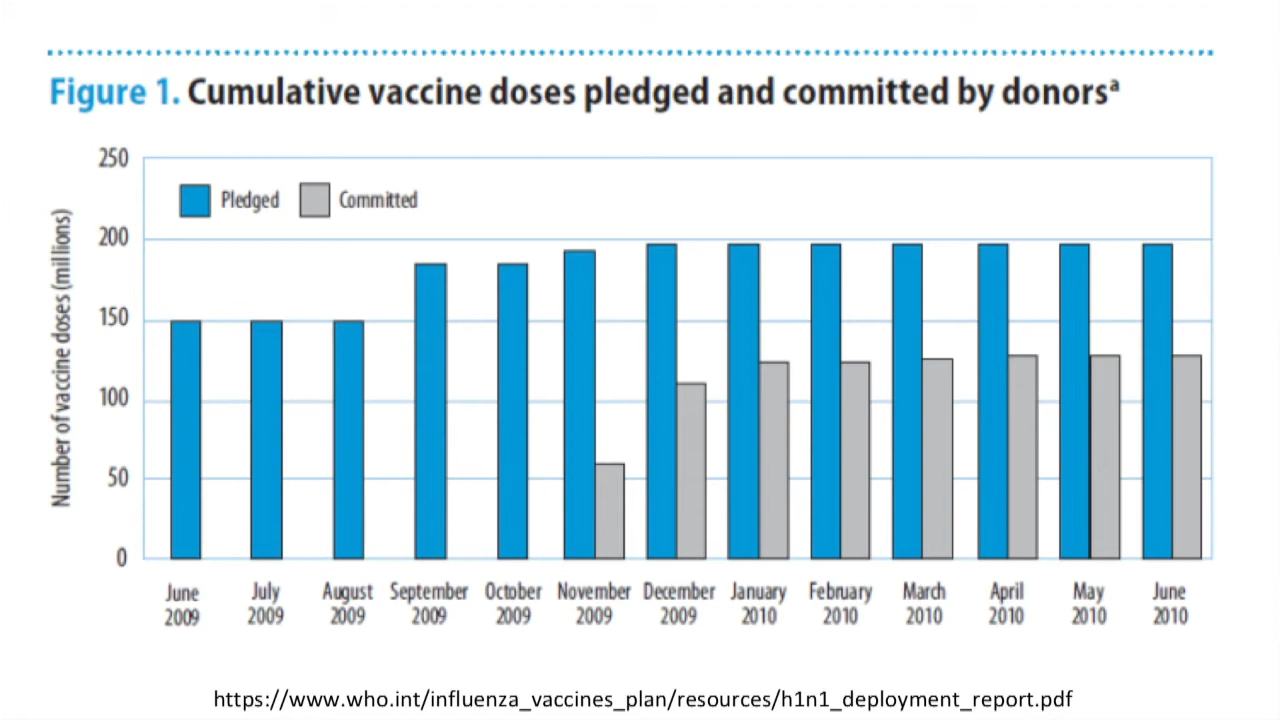 Figure 1. Cumulative vaccine doses pledged and committed by donorsᵃ
250
200
150
100
50
0
Number of vaccine doses (millions)
Pledged Committed
June July August September October November December January February March April May June
2009 2009 2009 2009 2009 2009 2009 2010 2010 2010 2010 2010 2010
https://www.who.int/influenza_vaccines_plan/resources/h1n1_deployment_report.pdf